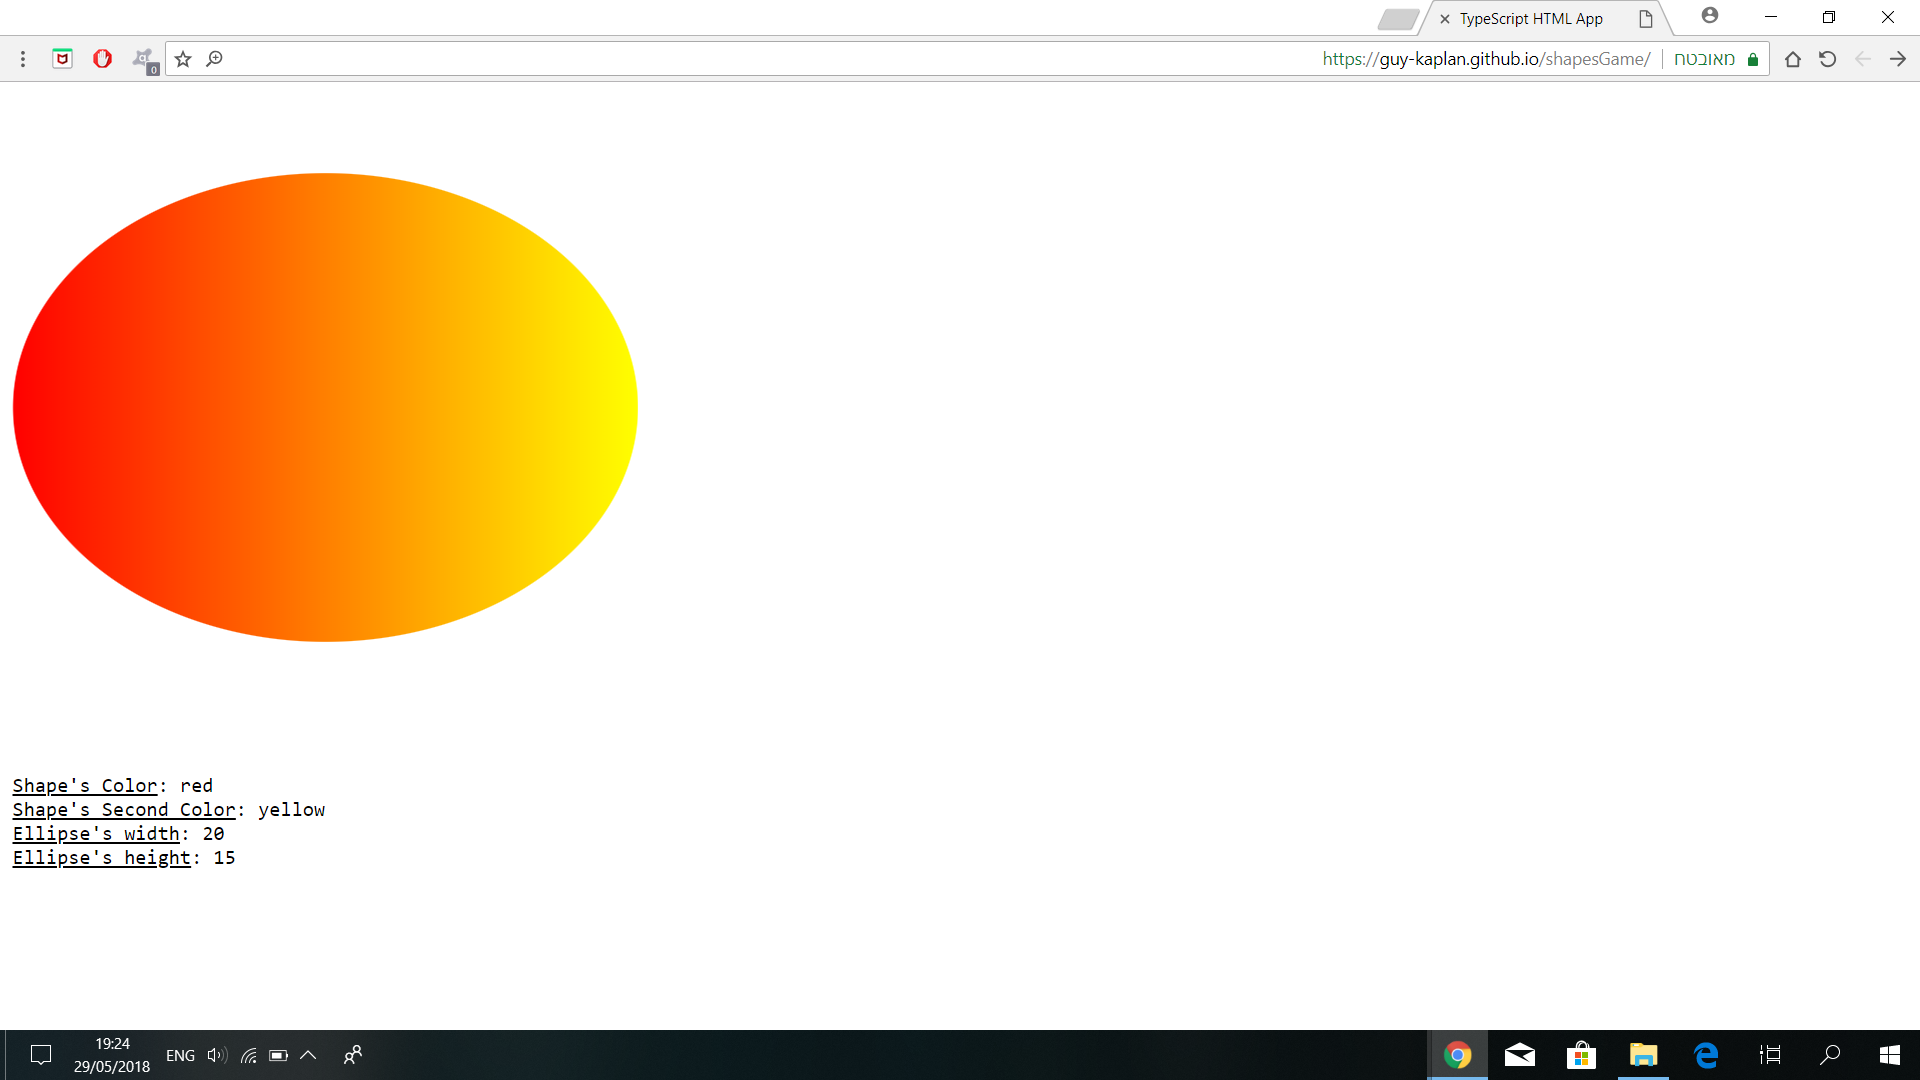 TypeScript HTML App
0
https://guy-kaplan.github.io/shapesGame/
מאובטח
Shape's Color: red
Shape's Second Color: yellow
Ellipse's width: 20
Ellipse's height: 15
19:24
29/05/2018
ENG